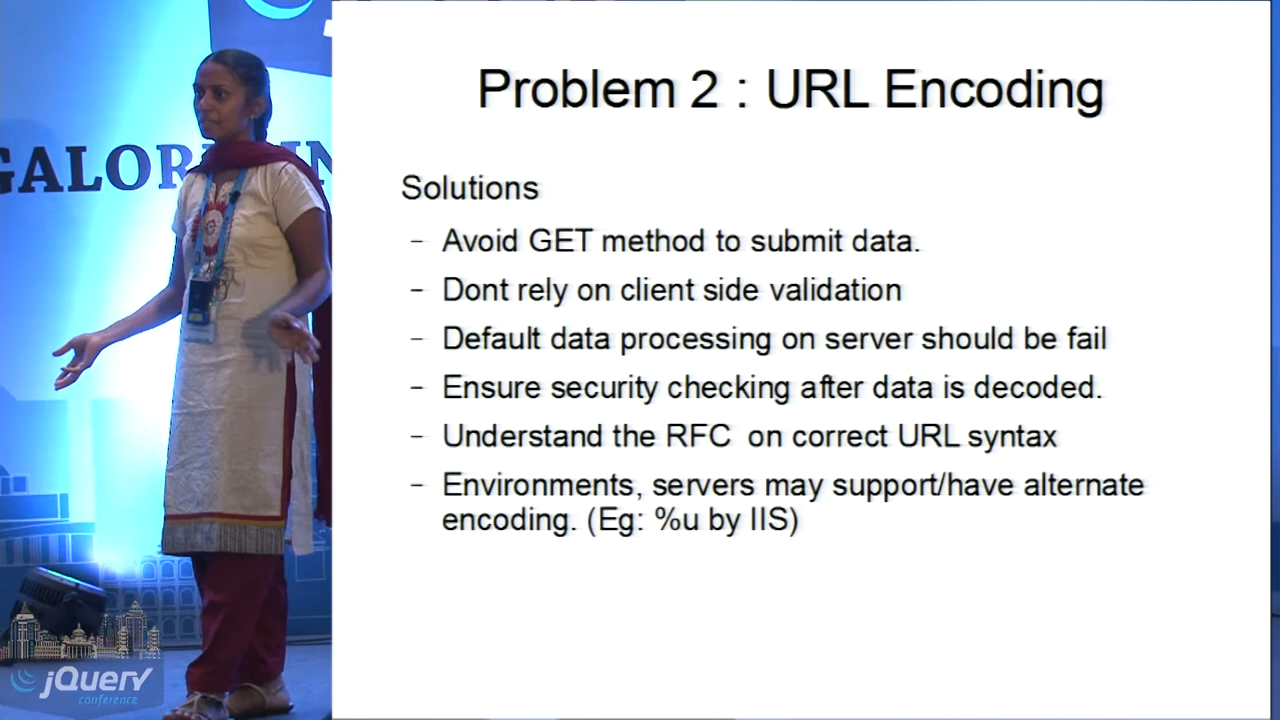 Problem 2 : URL Encoding
Solutions
– Avoid GET method to submit data.
– Dont rely on client side validation
– Default data processing on server should be fail
– Ensure security checking after data is decoded.
– Understand the RFC on correct URL syntax
– Environments, servers may support/have alternate
encoding. (Eg: %u by IIS)
GALOR
IN
jQuery
conference